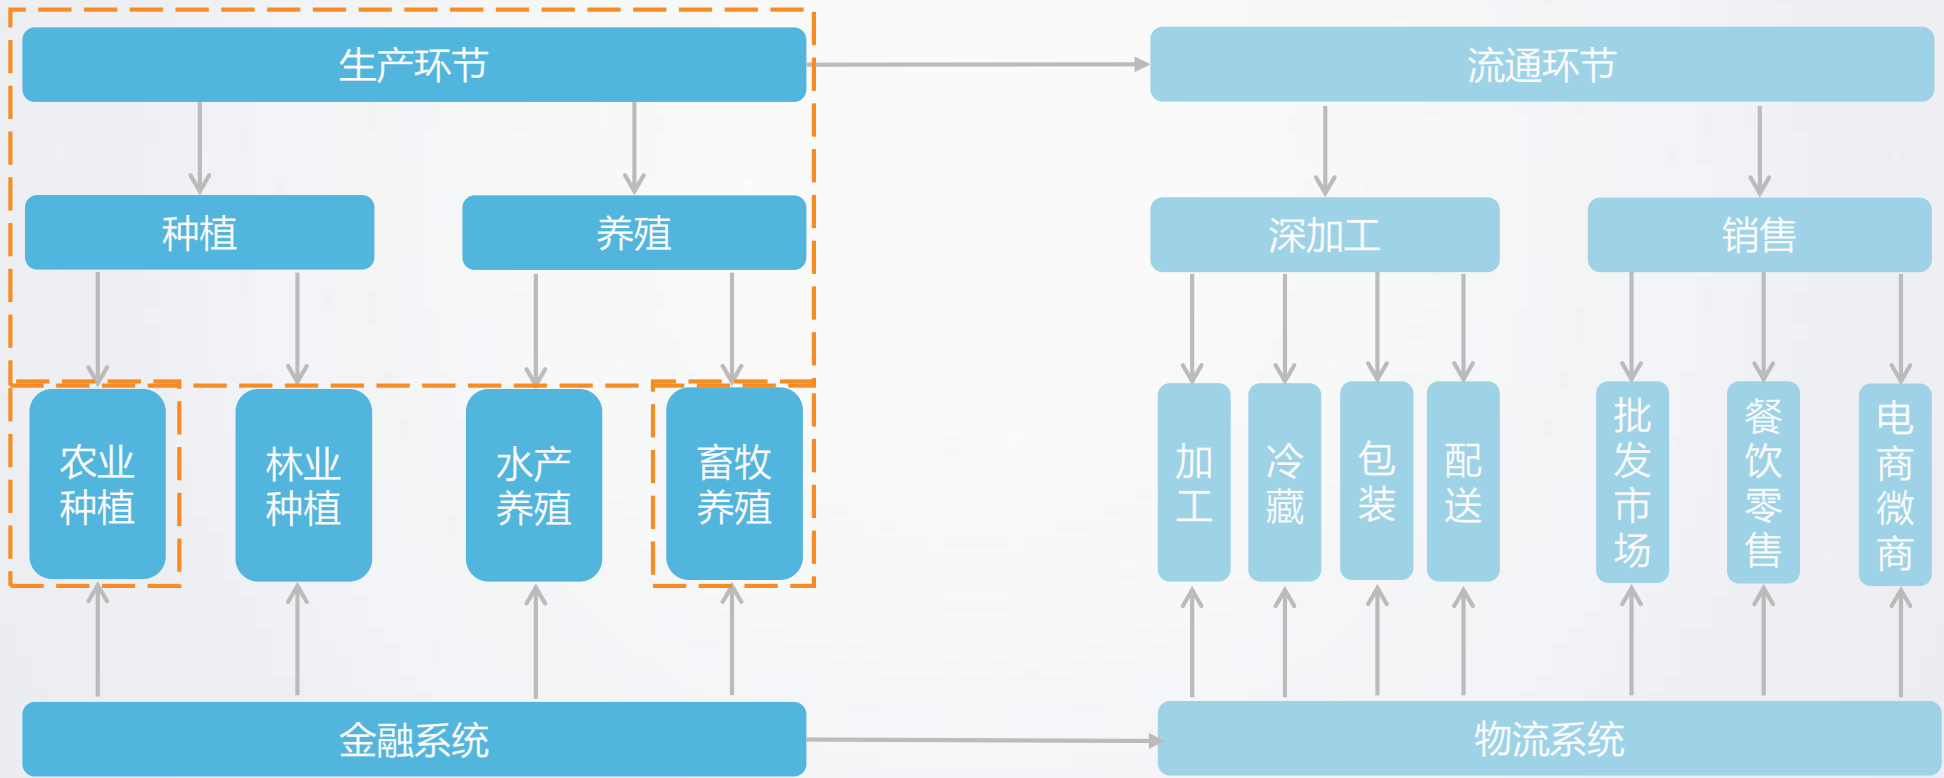 生产环节
流通环节
种植
养殖
深加工
销售
农业
种植
林业
种植
水产
养殖
畜牧
养殖
加
工
冷
藏
包
装
配
送
批
发
市
场
餐
饮
零
售
电
商
微
商
金融系统
物流系统